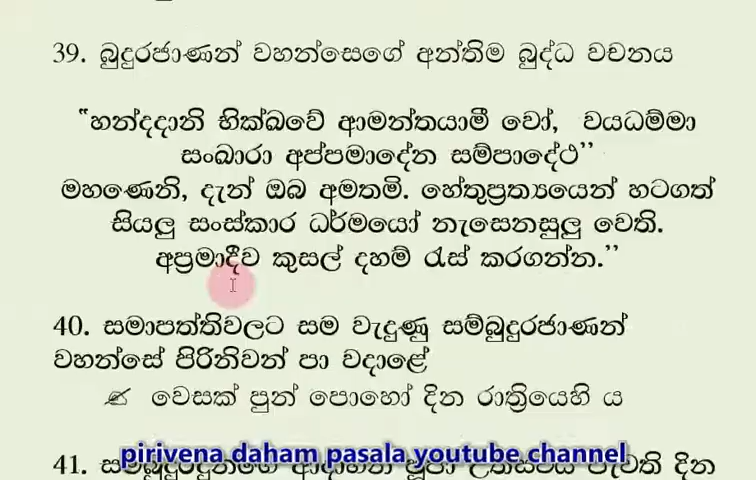 39. බුදුරජාණන් වහන්සෙගේ අන්තිම බුද්ධ වචනය
"හන්දදානි භික්ඛවේ ආමන්තයාමී වෝ, වයධම්මා
සංඛාරා අප්පමාදේන සම්පාදේථ"
මහණෙනි, දැන් ඔබ අමතමි. හේතුප්‍රත්‍යයෙන් හටගත්
සියලු සංස්කාර ධර්මයෝ නැසෙනසුලු වෙති.
අප්‍රමාදීව කුසල් දහම් රැස් කරගන්න."
40. සමාපත්තිවලට සම වැදුණු සම්බුදුරජාණන්
වහන්සේ පිරිනිවන් පා වදාළේ
වෙසක් පුන් පොහෝ දින රාත්‍රියෙහි ය
pirivena daham pasala youtube channel
41. පැවති දින